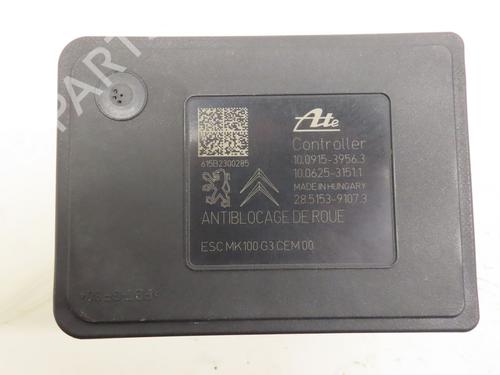 Ate
Controller
10.0915-3956.3
10.0625-3151.1
MADE IN HUNGARY
28.5153-9107.3
615B2300285
ANTIBLOCAGE DE ROUE
ESC MK100 G3 CEM 00